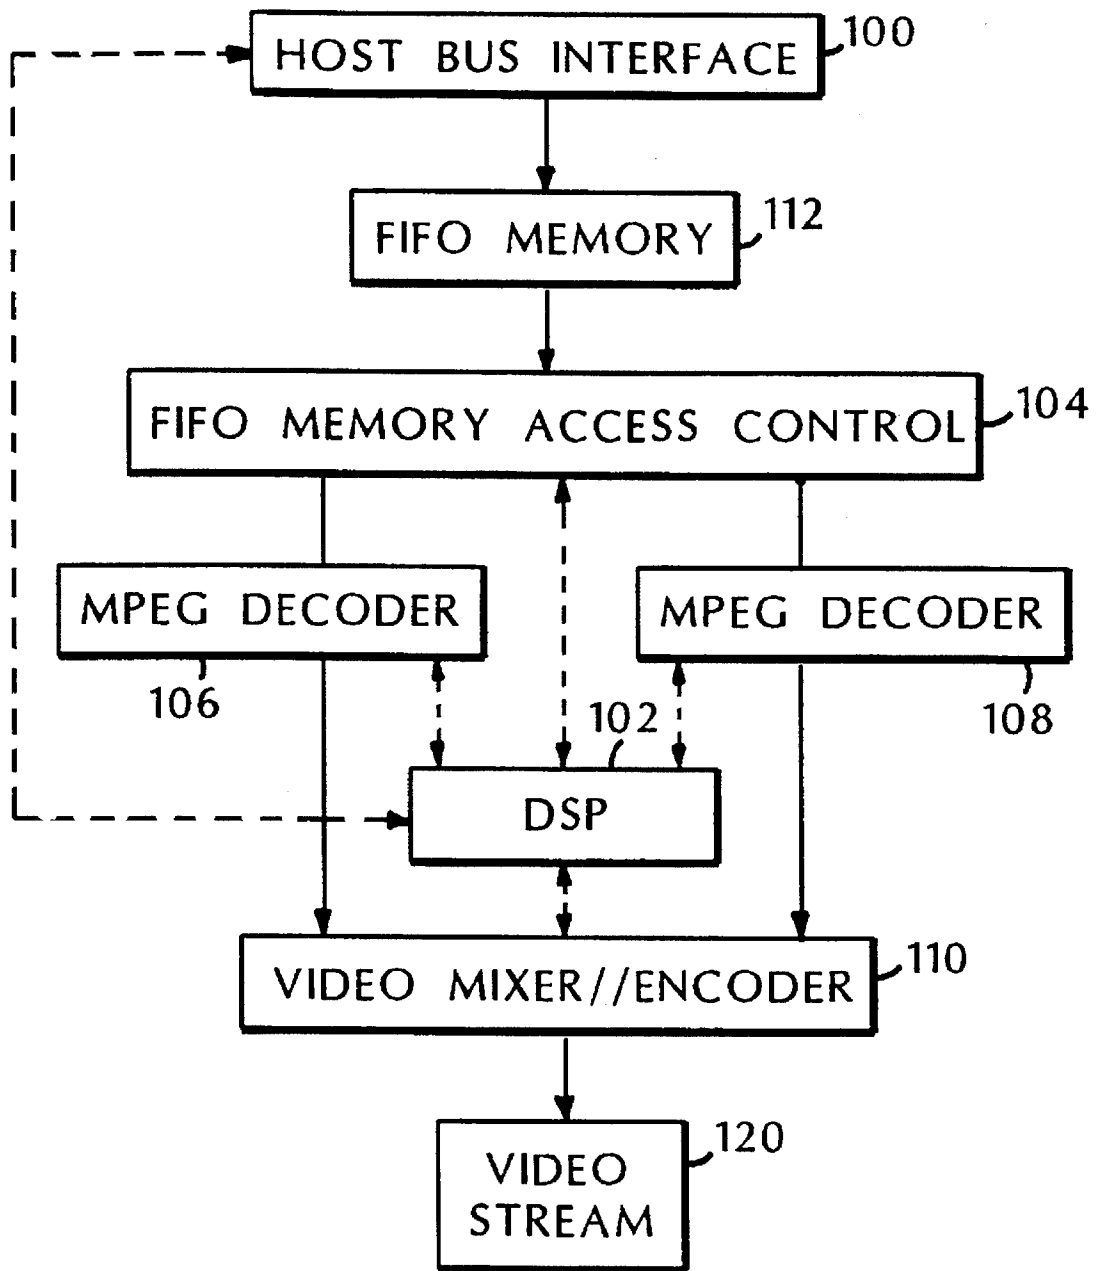 HOST BUS INTERFACE
100
FIFO MEMORY
112
FIFO MEMORY ACCESS CONTROL
104
MPEG DECODER
106
MPEG DECODER
108
102
DSP
VIDEO MIXER//ENCODER
110
120
VIDEO
STREAM